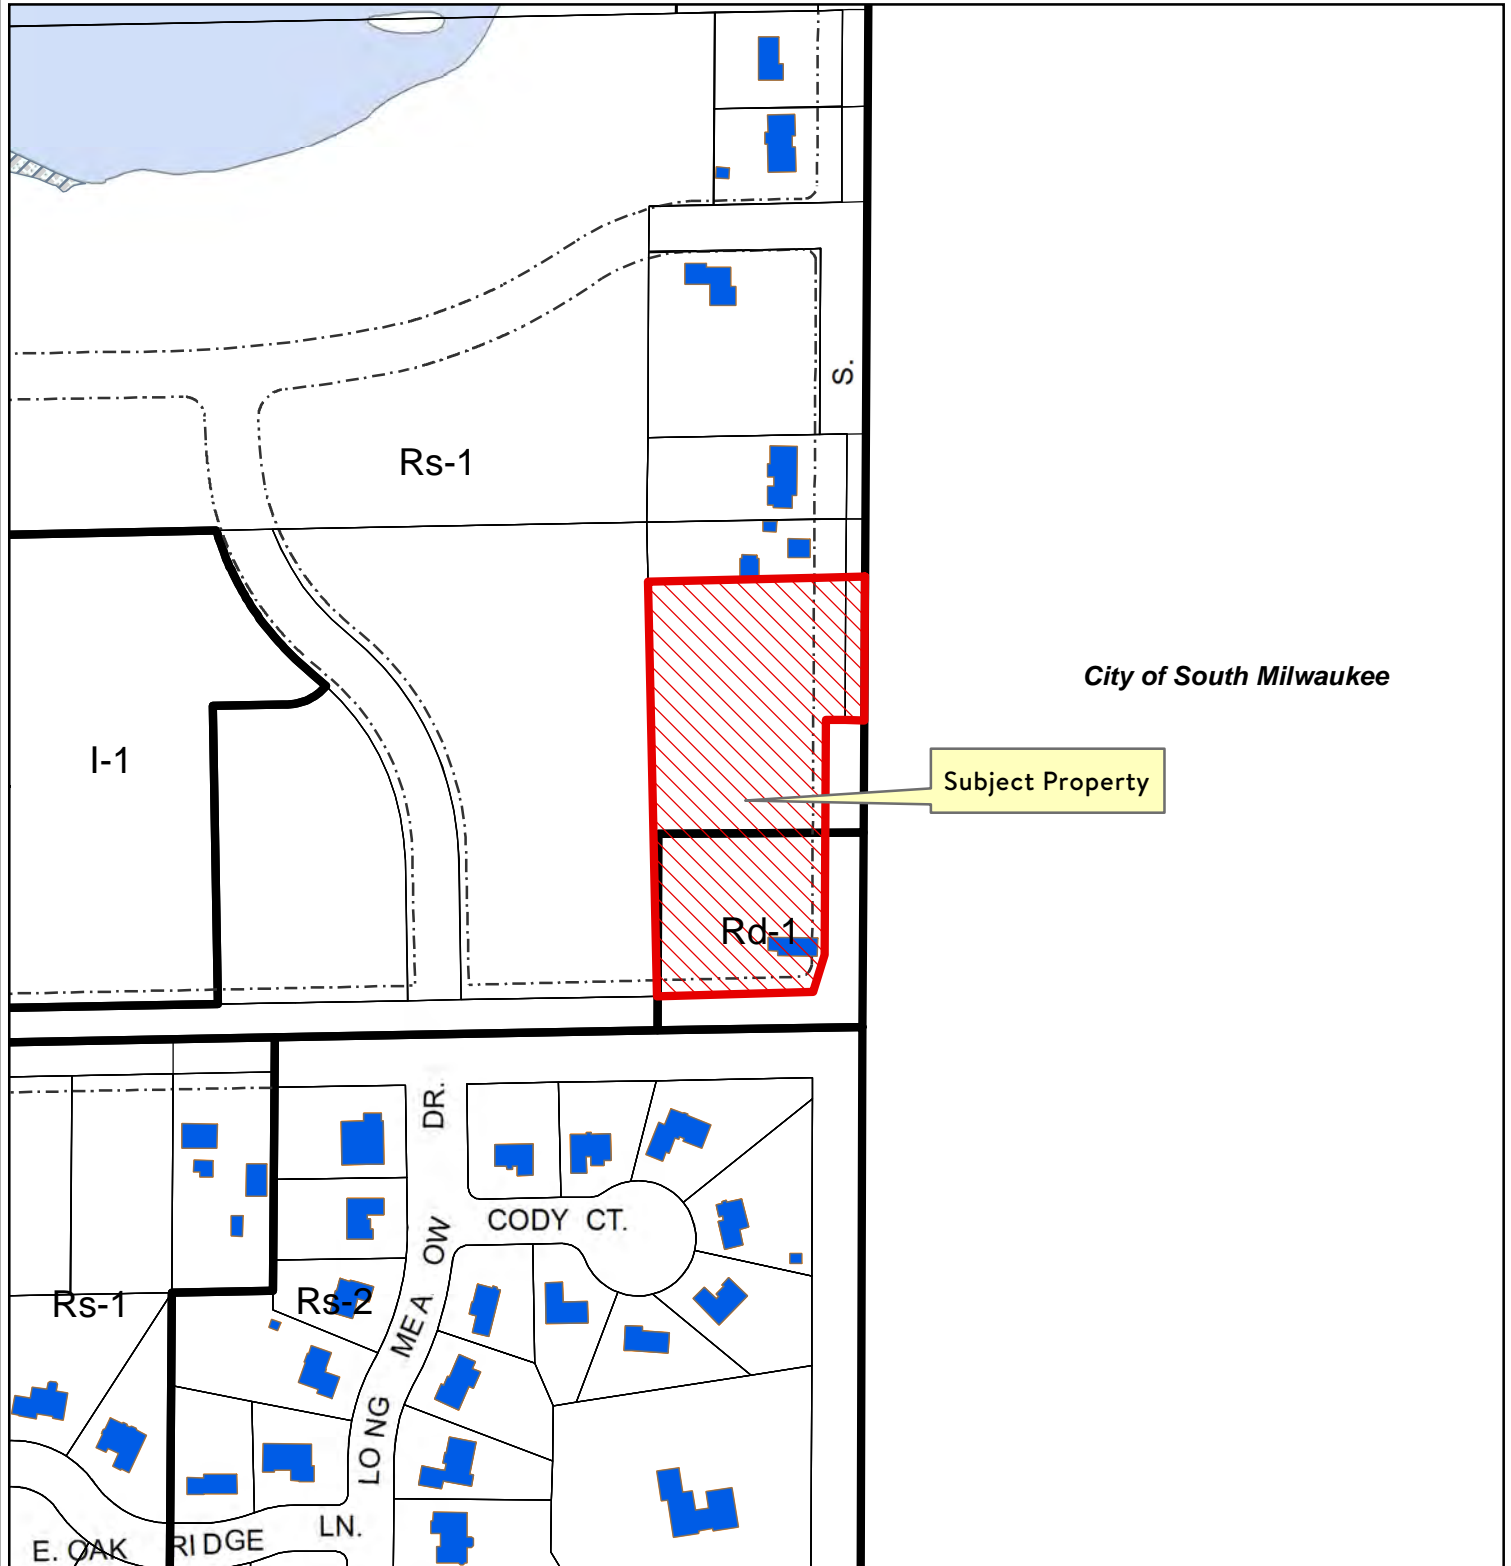 S.
Rs-1
City of South Milwaukee
I-1
Subject Property
Rd-1
DR.
CODY CT.
LONG MEA OW
Rs-1
Rs-2
E. OAK RIDGE LN.